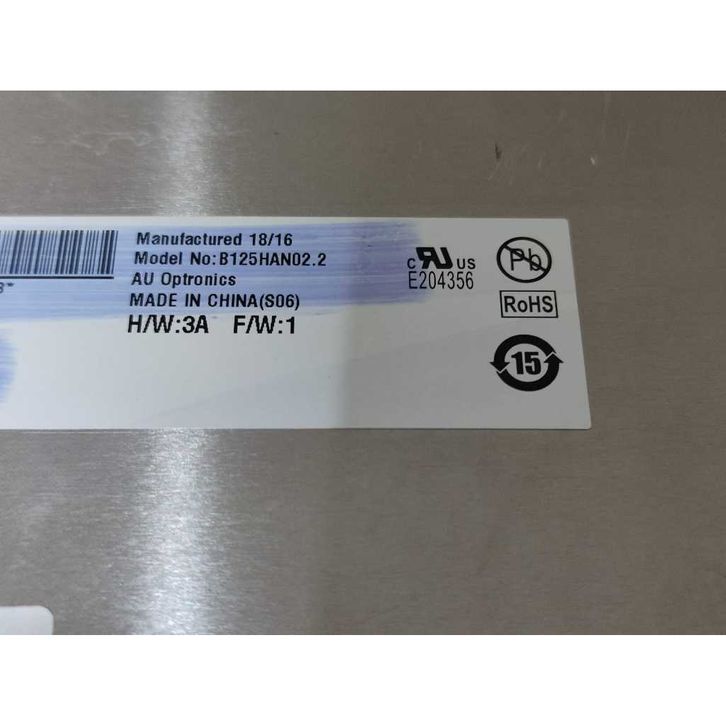 Manufactured 18/16
Model No:B125HAN02.2
AU Optronics
MADE IN CHINA(S06)
H/W:3A F/W:1
c RU US
E204356
Pb
RoHS
15